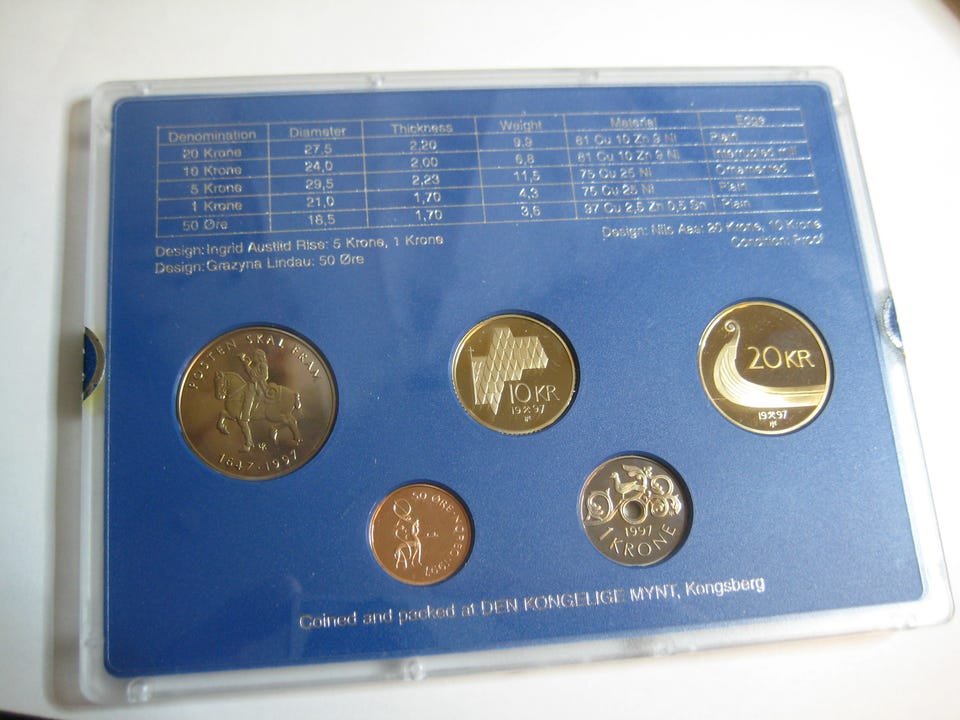 Denomination Diameter Thickness Weight Material Edge
20 Krone 27,5 2,20 9,9 81 Cu 10 Zn 9 Ni Plain
10 Krone 24,0 2,00 6,8 81 Cu 10 Zn 9 Ni Interrupted mill
5 Krone 29,5 2,23 11,5 75 Cu 25 Ni Ornamented
1 Krone 21,0 1,70 4,3 75 Cu 25 Ni Plain
50 Øre 18,5 1,70 3,6 97 Cu 2,5 Zn 0,5 Sn Plain
Design: Ingrid Austlid Rise: 5 Krone, 1 Krone
Design: Grazyna Lindau: 50 Øre
Design: Nils Aas: 20 Krone, 10 Krone
Condition: Proof
POSTEN SKAL FRAM
1647·1997
10 KR
1997
20 KR
1997
50 ØRE·NORGE·1997
1997
1 KRONE
Coined and packed at DEN KONGELIGE MYNT, Kongsberg